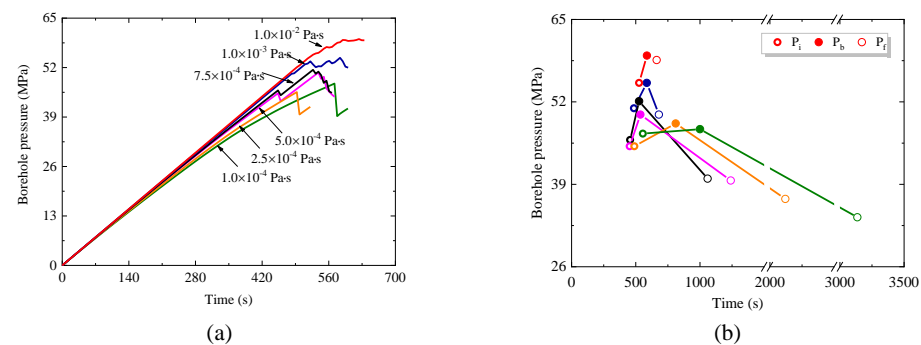 65
52
39
26
13
0
Borehole pressure (MPa)
1.0×10⁻² Pa·s
1.0×10⁻³ Pa·s
7.5×10⁻⁴ Pa·s
5.0×10⁻⁴ Pa·s
2.5×10⁻⁴ Pa·s
1.0×10⁻⁴ Pa·s
0 140 280 420 560 700
Time (s)
(a)
65
52
39
26
Borehole pressure (MPa)
Pᵢ P_b P_f
0 500 1000 2000 3000 3500
Time (s)
(b)